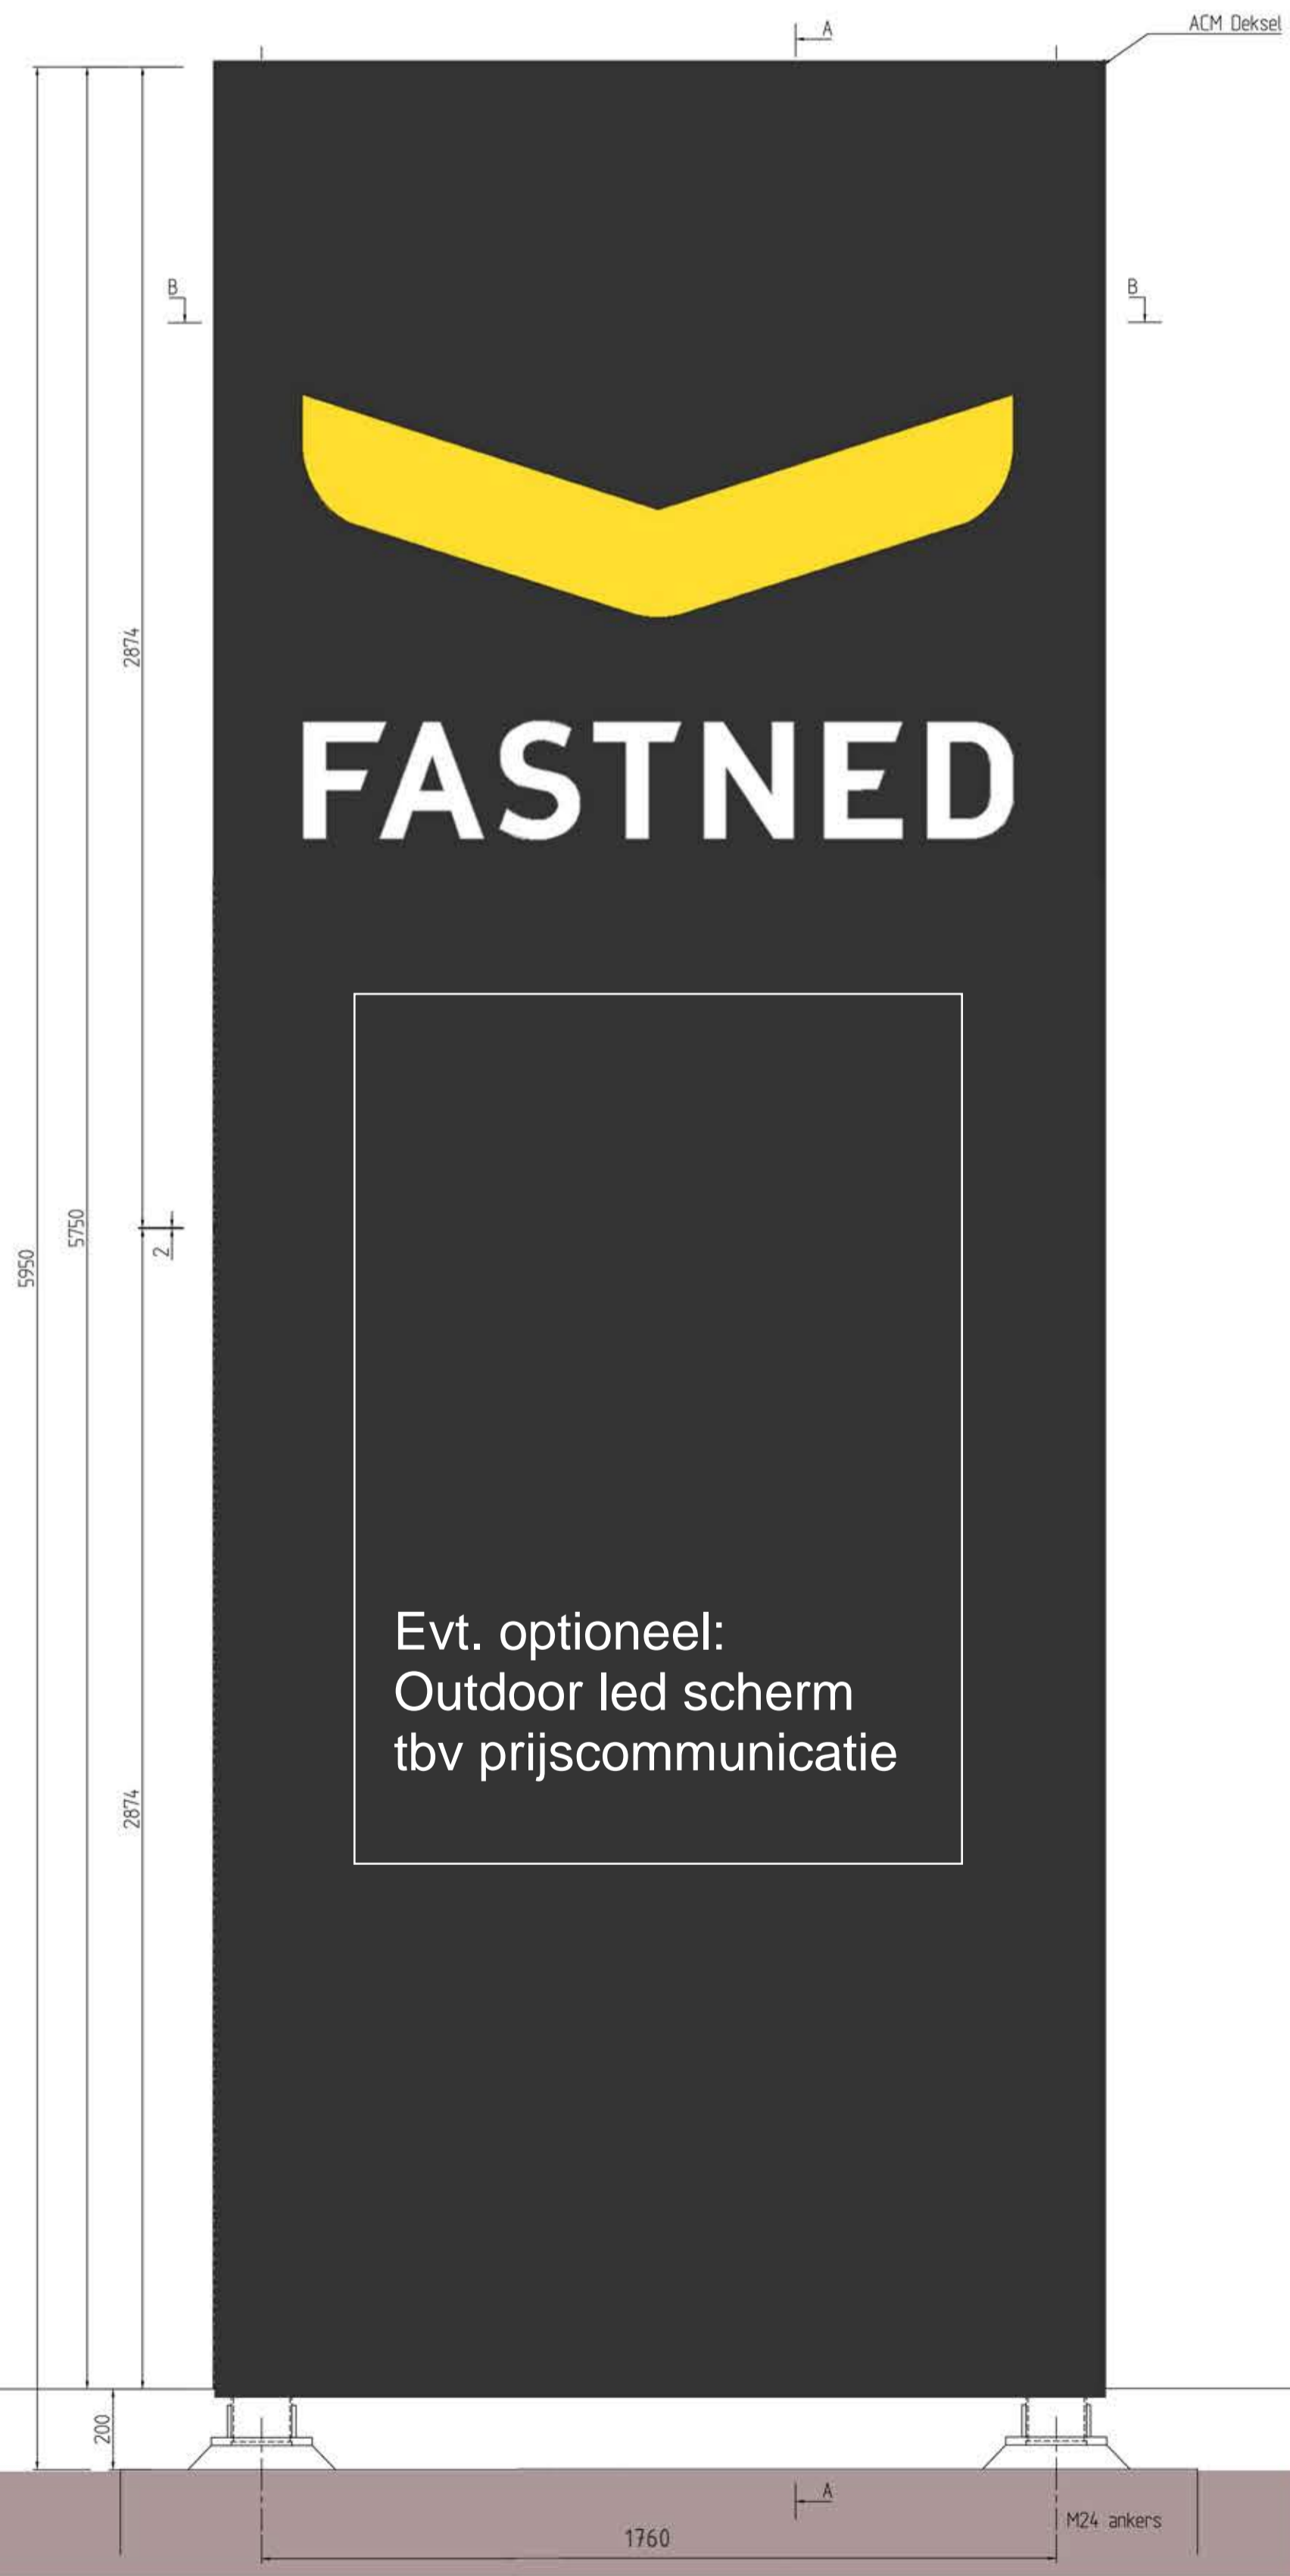 A
ACM Deksel
B
B
2874
FASTNED
5950
5750
2
Evt. optioneel:
Outdoor led scherm
tbv prijscommunicatie
2874
200
A
M24 ankers
1760